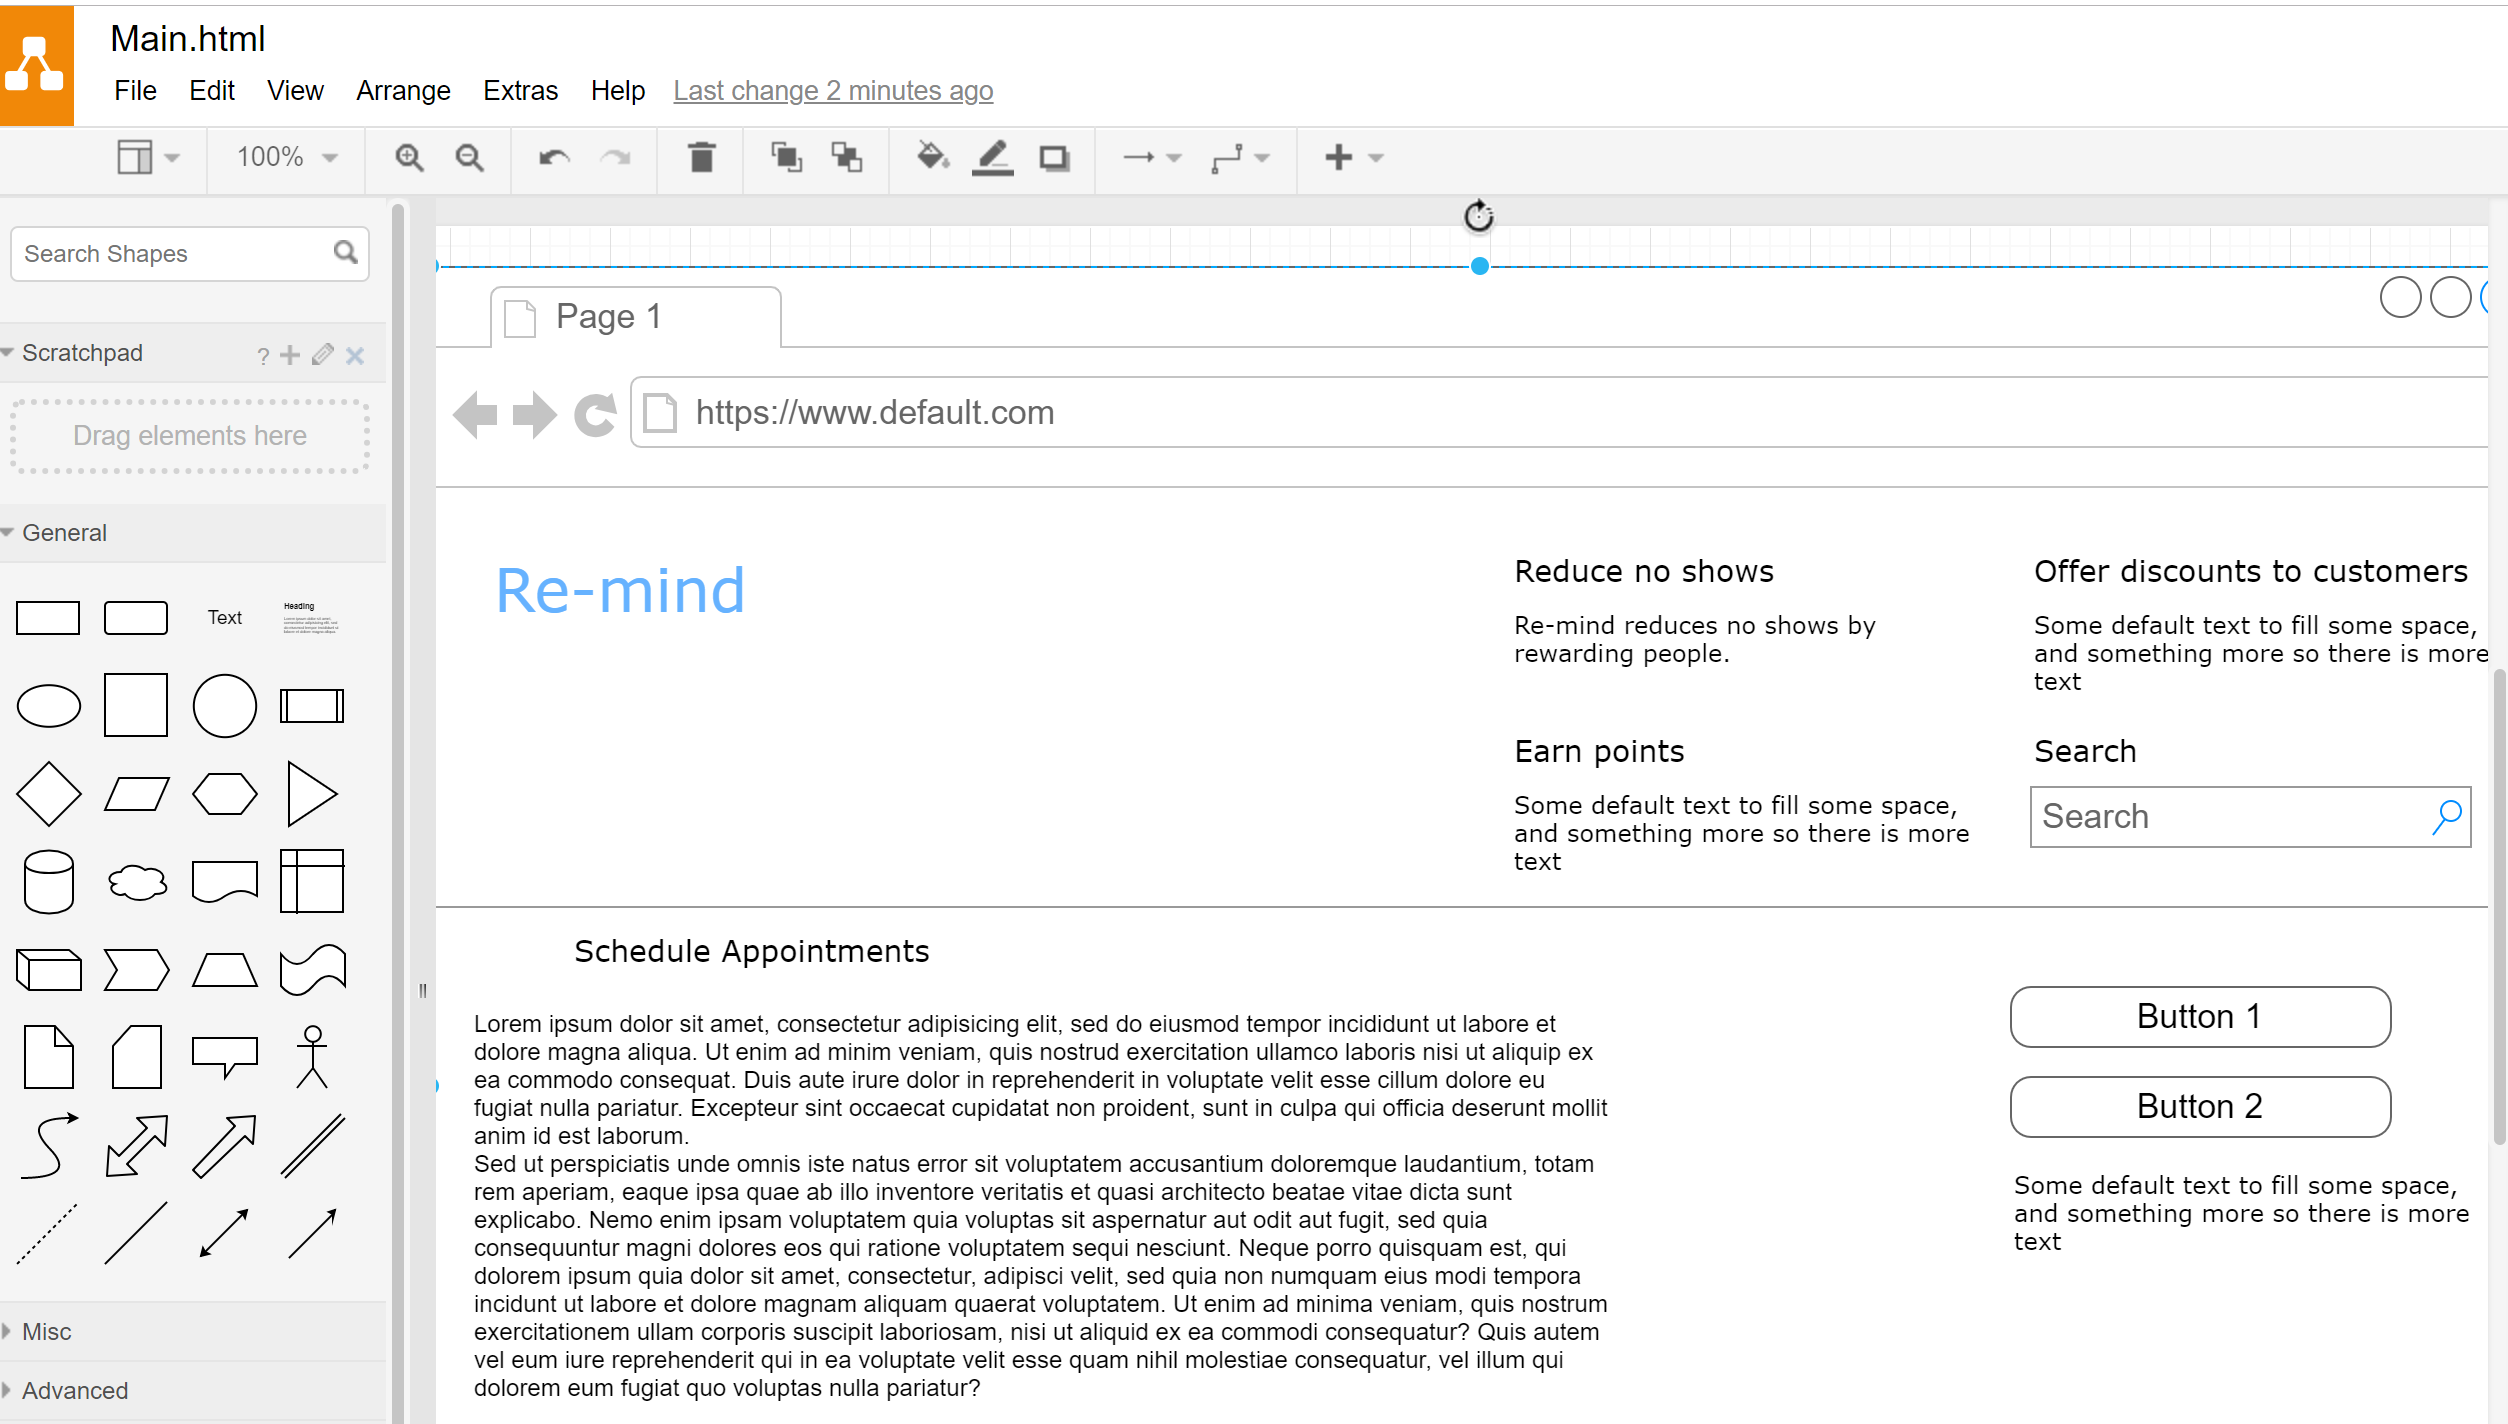 Main.html
File Edit View Arrange Extras Help Last change 2 minutes ago
100%
Search Shapes
Scratchpad ?
Drag elements here
General
Text
Heading
Misc
Advanced
Page 1
https://www.default.com
Re-mind
Reduce no shows
Re-mind reduces no shows by
rewarding people.
Offer discounts to customers
Some default text to fill some space,
and something more so there is more
text
Earn points
Some default text to fill some space,
and something more so there is more
text
Search
Search
Schedule Appointments
Lorem ipsum dolor sit amet, consectetur adipisicing elit, sed do eiusmod tempor incididunt ut labore et
dolore magna aliqua. Ut enim ad minim veniam, quis nostrud exercitation ullamco laboris nisi ut aliquip ex
ea commodo consequat. Duis aute irure dolor in reprehenderit in voluptate velit esse cillum dolore eu
fugiat nulla pariatur. Excepteur sint occaecat cupidatat non proident, sunt in culpa qui officia deserunt mollit
anim id est laborum.
Sed ut perspiciatis unde omnis iste natus error sit voluptatem accusantium doloremque laudantium, totam
rem aperiam, eaque ipsa quae ab illo inventore veritatis et quasi architecto beatae vitae dicta sunt
explicabo. Nemo enim ipsam voluptatem quia voluptas sit aspernatur aut odit aut fugit, sed quia
consequuntur magni dolores eos qui ratione voluptatem sequi nesciunt. Neque porro quisquam est, qui
dolorem ipsum quia dolor sit amet, consectetur, adipisci velit, sed quia non numquam eius modi tempora
incidunt ut labore et dolore magnam aliquam quaerat voluptatem. Ut enim ad minima veniam, quis nostrum
exercitationem ullam corporis suscipit laboriosam, nisi ut aliquid ex ea commodi consequatur? Quis autem
vel eum iure reprehenderit qui in ea voluptate velit esse quam nihil molestiae consequatur, vel illum qui
dolorem eum fugiat quo voluptas nulla pariatur?
Button 1
Button 2
Some default text to fill some space,
and something more so there is more
text